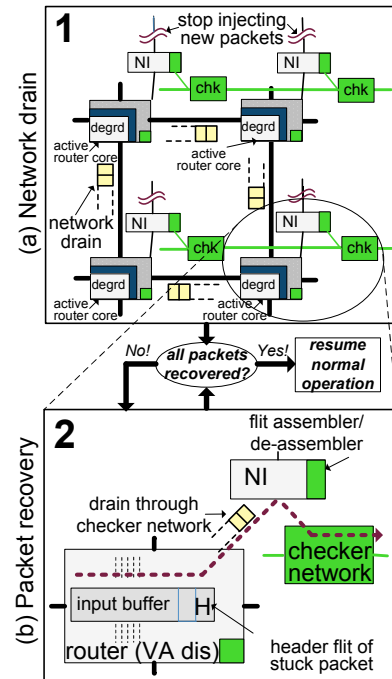 1
stop injecting
new packets
NI
NI
chk
chk
degrd
degrd
active
router core
active
router core
network
drain
NI
NI
chk
chk
degrd
degrd
active
router core
active
router core
(a) Network drain
No!
all packets
recovered?
Yes!
resume
normal
operation
2
flit assembler/
de-assembler
NI
drain through
checker network
checker
network
input buffer
H
router (VA dis)
header flit of
stuck packet
(b) Packet recovery